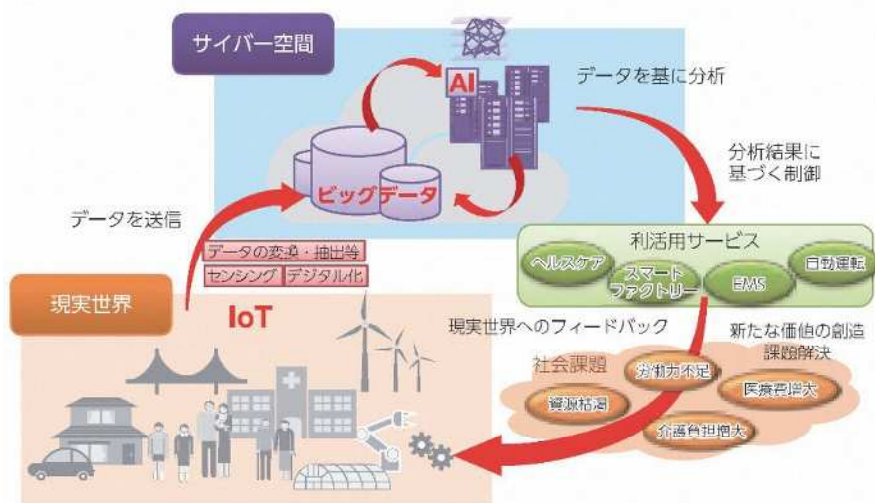 サイバー空間
AI
データを基に分析
ビッグデータ
分析結果に
基づく制御
データを送信
データの変換・抽出等
センシング
デジタル化
利活用サービス
ヘルスケア
スマート
ファクトリー
EMS
自動運転
現実世界
IoT
現実世界へのフィードバック
新たな価値の創造
課題解決
社会課題
労働力不足
資源枯渇
医療費増大
介護負担増大